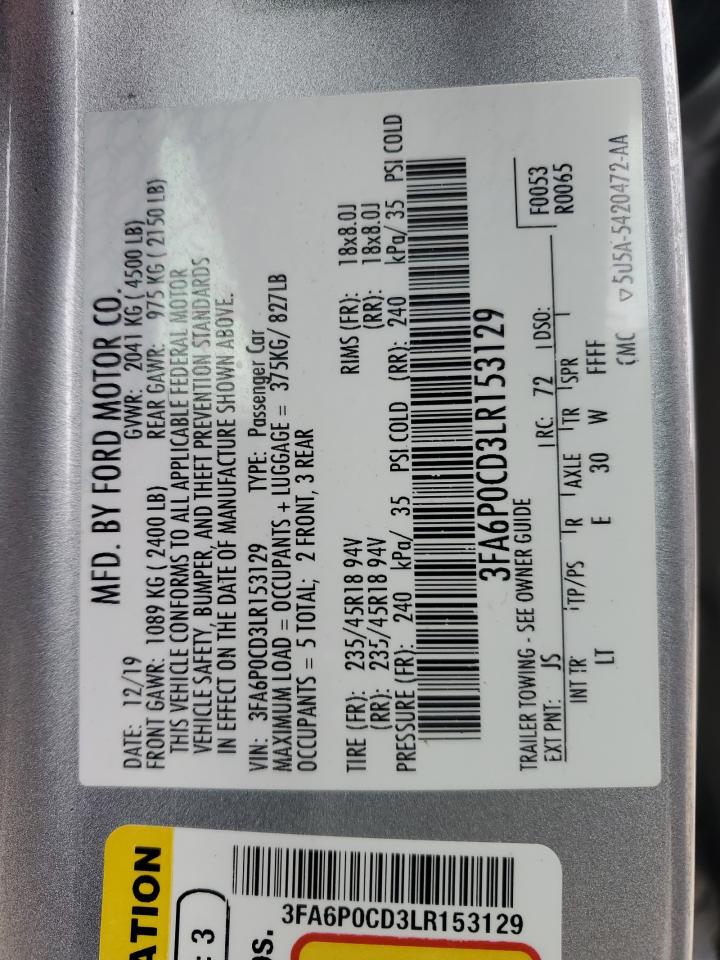 MFD. BY FORD MOTOR CO.
DATE: 12/19 GVWR: 2041 KG ( 4500 LB)
FRONT GAWR: 1089 KG ( 2400 LB) REAR GAWR: 975 KG ( 2150 LB)
THIS VEHICLE CONFORMS TO ALL APPLICABLE FEDERAL MOTOR
VEHICLE SAFETY, BUMPER, AND THEFT PREVENTION STANDARDS
IN EFFECT ON THE DATE OF MANUFACTURE SHOWN ABOVE.
VIN: 3FA6P0CD3LR153129 TYPE: Passenger Car
MAXIMUM LOAD = OCCUPANTS + LUGGAGE = 375KG/ 827LB
OCCUPANTS = 5 TOTAL; 2 FRONT, 3 REAR
TIRE (FR): 235/45R18 94V RIMS (FR): 18x8.0J
(RR): 235/45R18 94V (RR): 18x8.0J
PRESSURE (FR): 240 kPa/ 35 PSI COLD (RR): 240 kPa/ 35 PSI COLD
3FA6P0CD3LR153129
TRAILER TOWING - SEE OWNER GUIDE
EXT PNT: JS RC: 72 DSO: F0053
R0065
INT TR TP/PS R AXLE TR SPR
LT E 30 W FFFF
CMC ▽5U5A-5420472-AA
ATION
3
os.
3FA6P0CD3LR153129